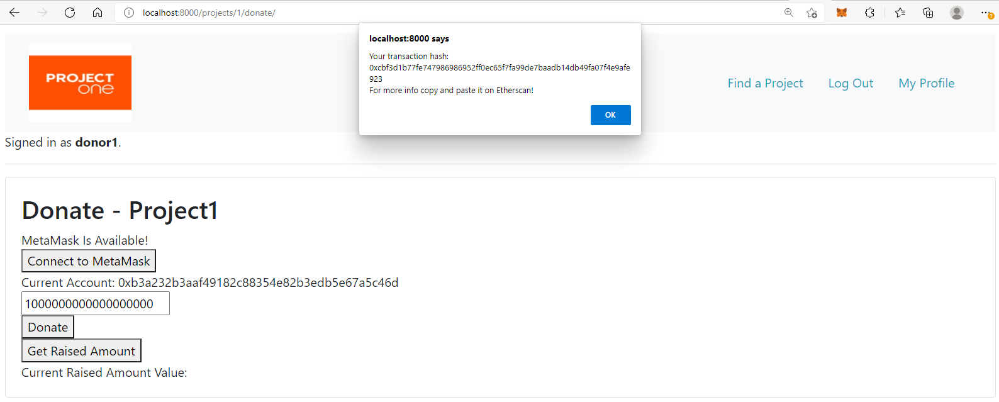 localhost:8000/projects/1/donate/
localhost:8000 says
Your transaction hash:
0xcbf3d1b77fe747986986952ff0ec65f7fa99de7baadb14db49fa07f4e9afe
923
For more info copy and paste it on Etherscan!
OK
PROJECT
one
Find a Project
Log Out
My Profile
Signed in as donor1.
Donate - Project1
MetaMask Is Available!
Connect to MetaMask
Current Account: 0xb3a232b3aaf49182c88354e82b3edb5e67a5c46d
1000000000000000000
Donate
Get Raised Amount
Current Raised Amount Value: